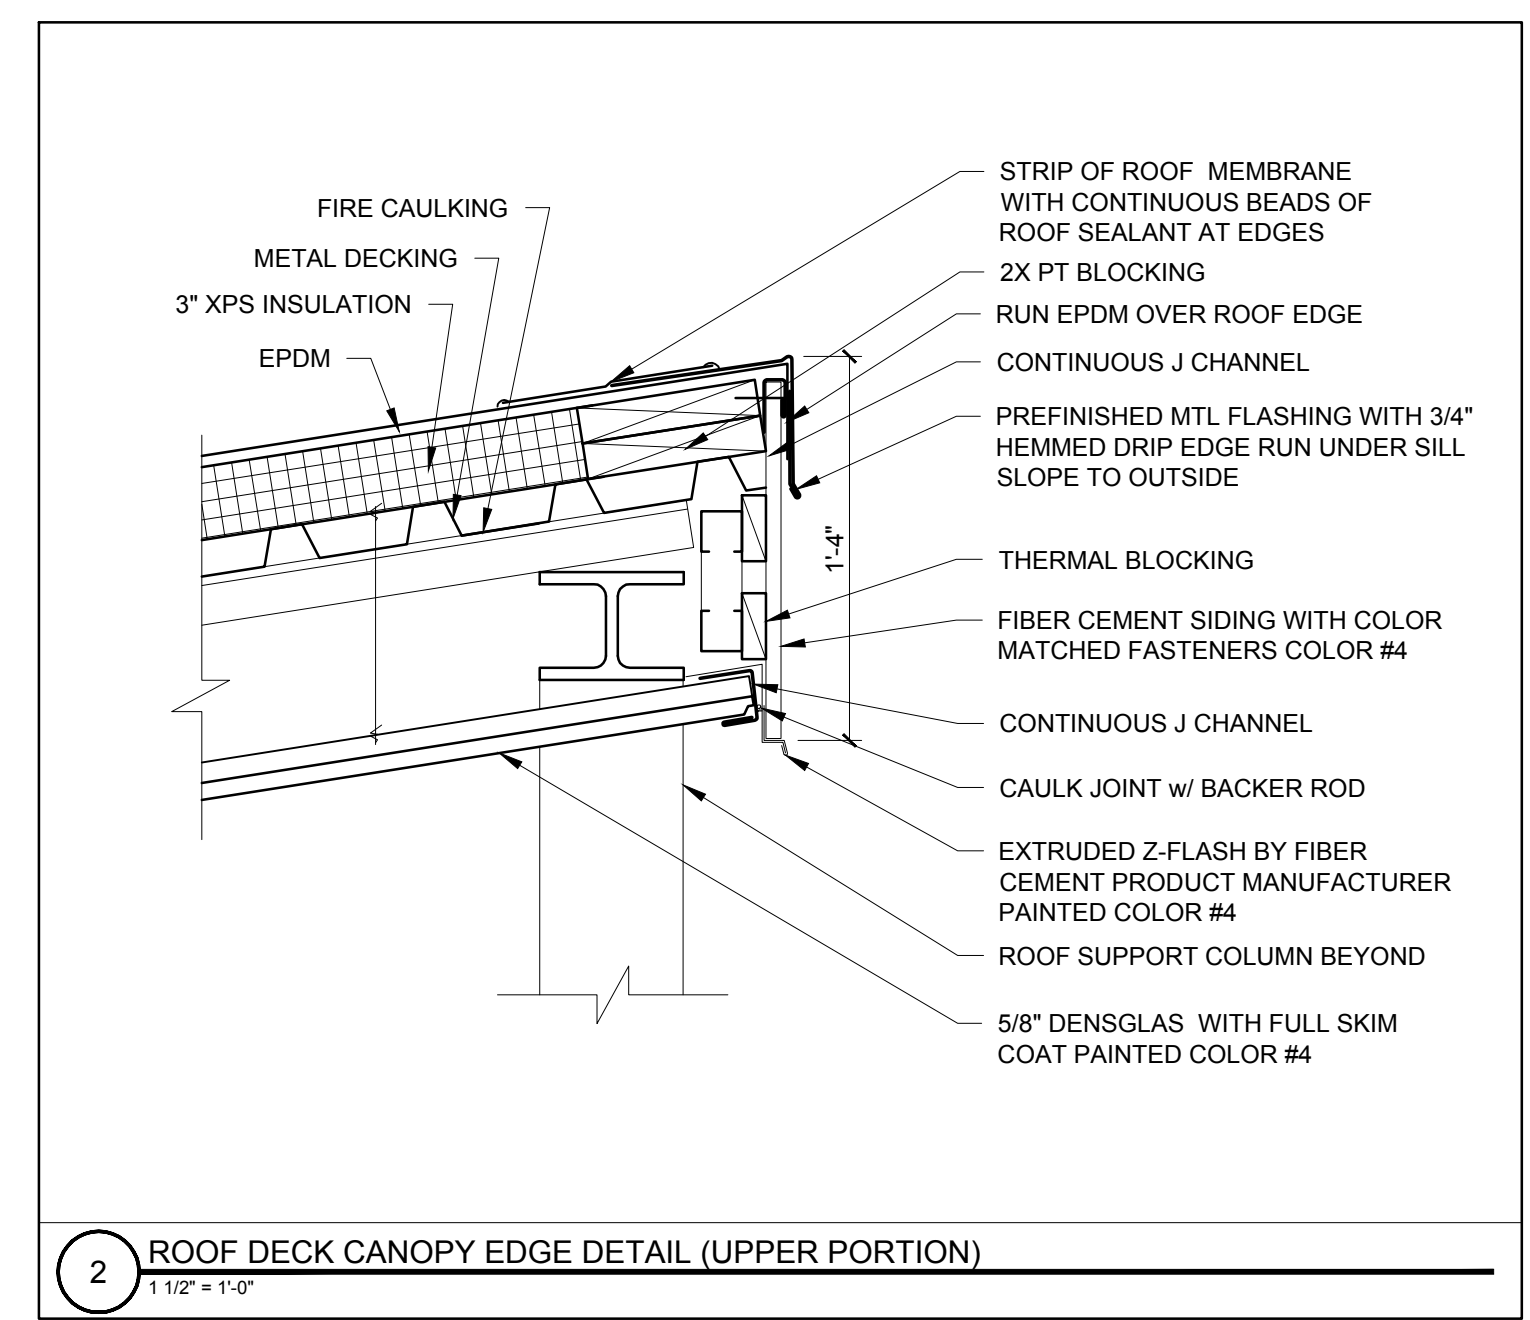 FIRE CAULKING
METAL DECKING
3" XPS INSULATION
EPDM
STRIP OF ROOF MEMBRANE
WITH CONTINUOUS BEADS OF
ROOF SEALANT AT EDGES
2X PT BLOCKING
RUN EPDM OVER ROOF EDGE
CONTINUOUS J CHANNEL
PREFINISHED MTL FLASHING WITH 3/4"
HEMMED DRIP EDGE RUN UNDER SILL
SLOPE TO OUTSIDE
1'-4"
THERMAL BLOCKING
FIBER CEMENT SIDING WITH COLOR
MATCHED FASTENERS COLOR #4
CONTINUOUS J CHANNEL
CAULK JOINT w/ BACKER ROD
EXTRUDED Z-FLASH BY FIBER
CEMENT PRODUCT MANUFACTURER
PAINTED COLOR #4
ROOF SUPPORT COLUMN BEYOND
5/8" DENSGLAS WITH FULL SKIM
COAT PAINTED COLOR #4
2
ROOF DECK CANOPY EDGE DETAIL (UPPER PORTION)
1 1/2" = 1'-0"